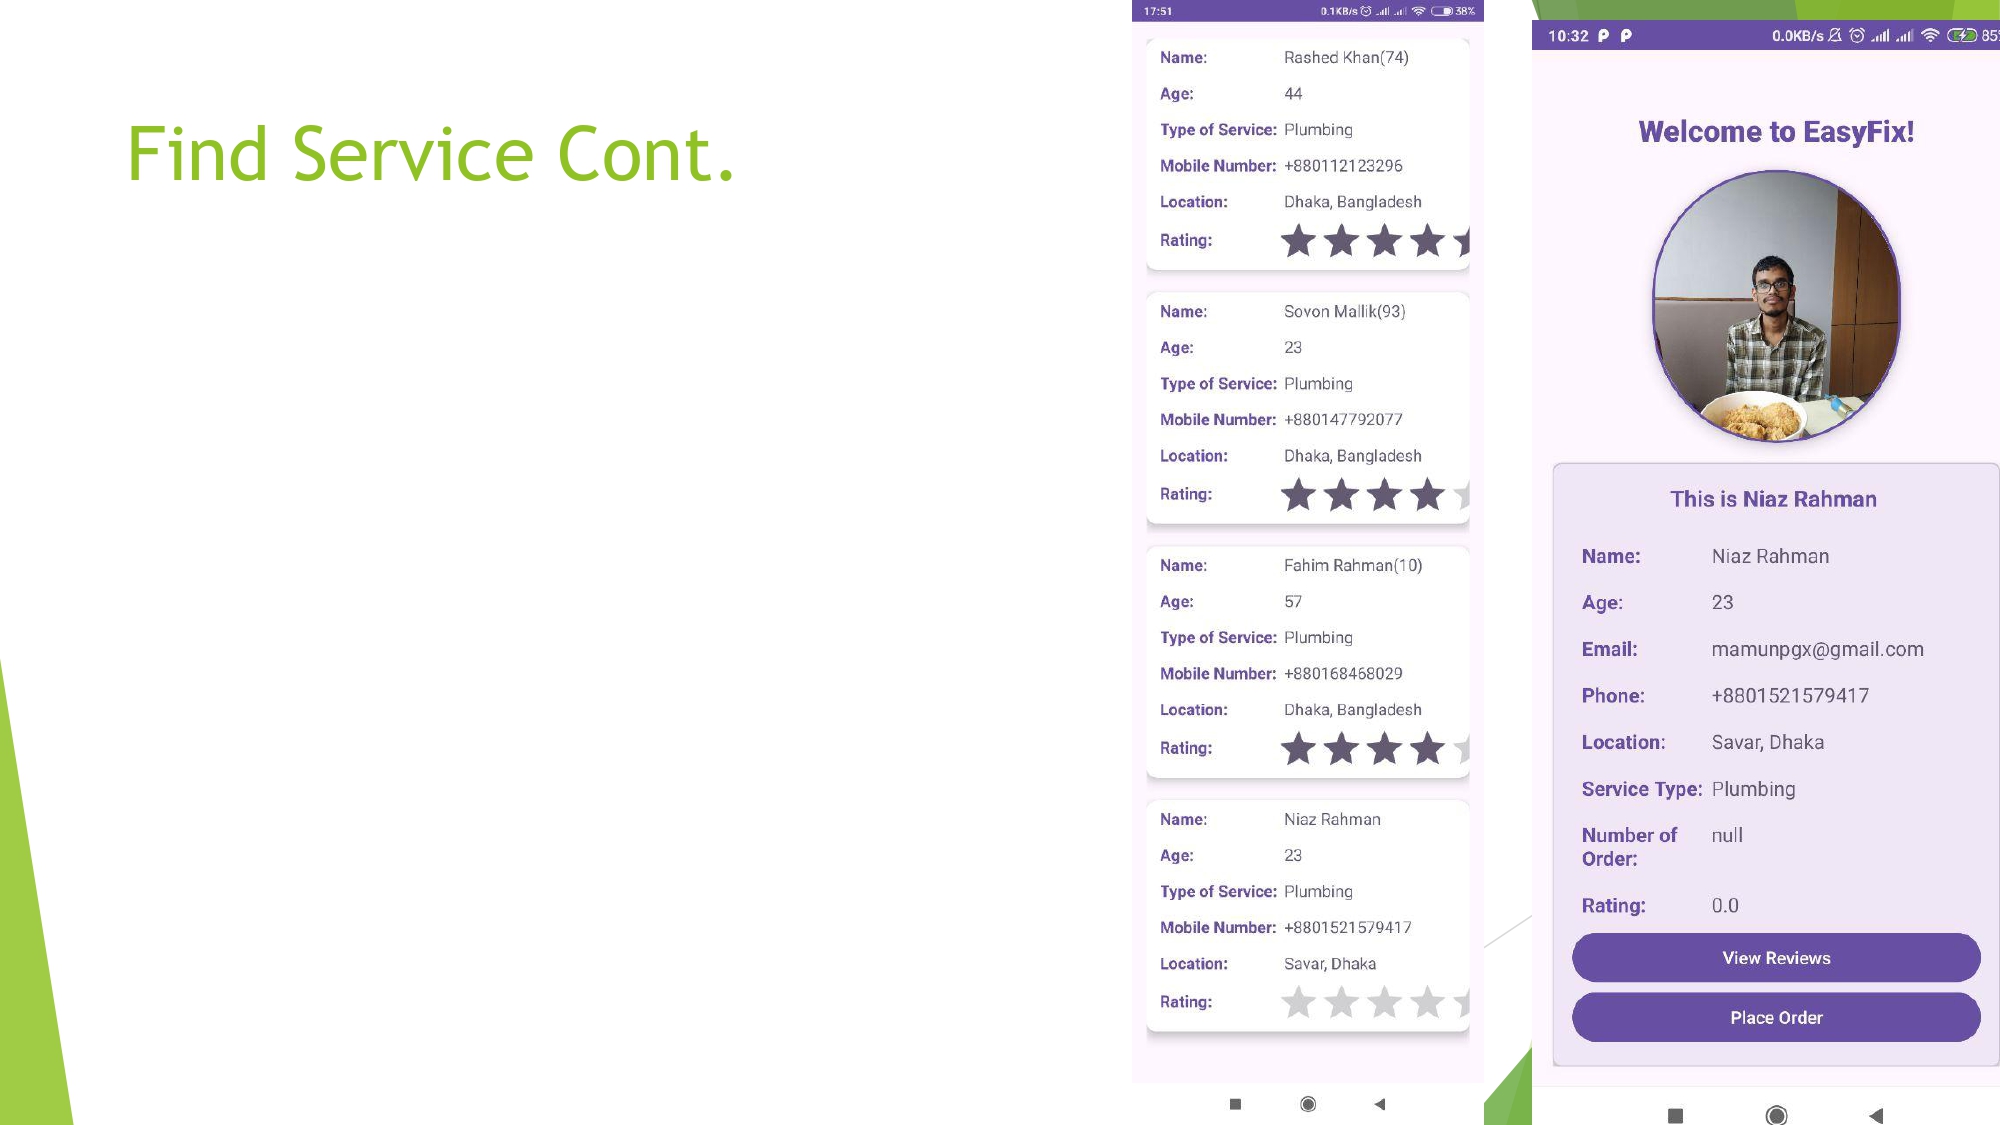 Find Service Cont.
17:51 0.1KB/s 38%
Name: Rashed Khan(74)
Age: 44
Type of Service: Plumbing
Mobile Number: +880112123296
Location: Dhaka, Bangladesh
Rating:
Name: Sovon Mallik(93)
Age: 23
Type of Service: Plumbing
Mobile Number: +880147792077
Location: Dhaka, Bangladesh
Rating:
Name: Fahim Rahman(10)
Age: 57
Type of Service: Plumbing
Mobile Number: +880168468029
Location: Dhaka, Bangladesh
Rating:
Name: Niaz Rahman
Age: 23
Type of Service: Plumbing
Mobile Number: +8801521579417
Location: Savar, Dhaka
Rating:
10:32 0.0KB/s 85
Welcome to EasyFix!
This is Niaz Rahman
Name: Niaz Rahman
Age: 23
Email: mamunpgx@gmail.com
Phone: +8801521579417
Location: Savar, Dhaka
Service Type: Plumbing
Number of null
Order:
Rating: 0.0
View Reviews
Place Order